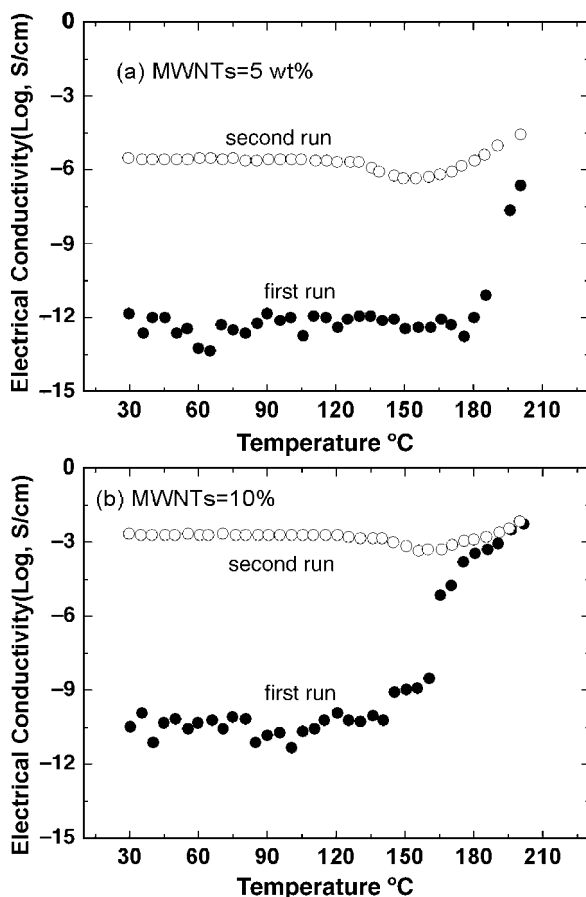 0
(a) MWNTs=5 wt%
−3
second run
−6
−9
first run
−12
−15
30 60 90 120 150 180 210
Temperature ºC
Electrical Conductivity(Log, S/cm)
0
(b) MWNTs=10%
−3
second run
−6
−9
first run
−12
−15
30 60 90 120 150 180 210
Temperature ºC
Electrical Conductivity(Log, S/cm)